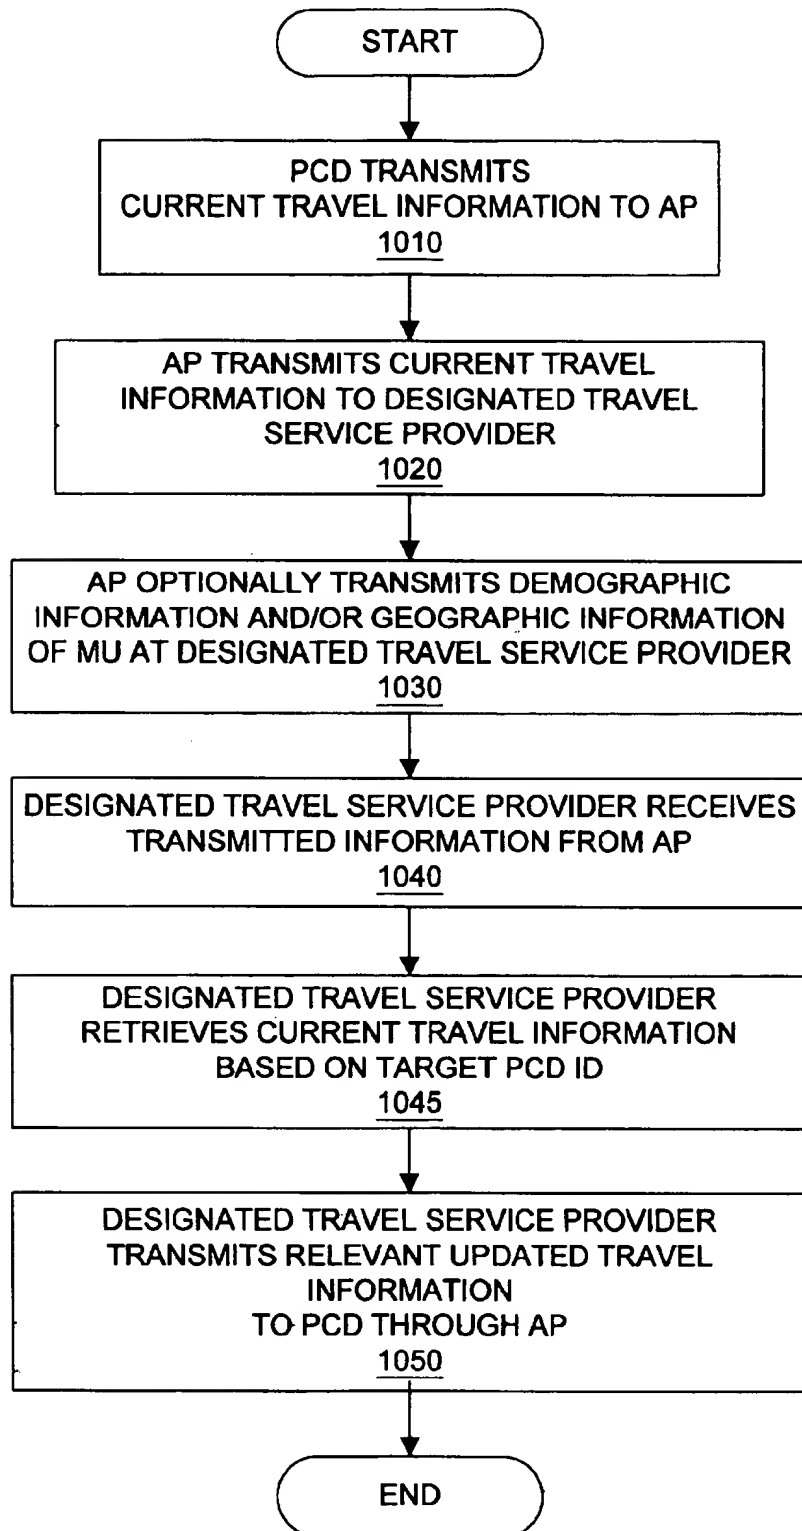 START
PCD TRANSMITS
CURRENT TRAVEL INFORMATION TO AP
1010
AP TRANSMITS CURRENT TRAVEL
INFORMATION TO DESIGNATED TRAVEL
SERVICE PROVIDER
1020
AP OPTIONALLY TRANSMITS DEMOGRAPHIC
INFORMATION AND/OR GEOGRAPHIC INFORMATION
OF MU AT DESIGNATED TRAVEL SERVICE PROVIDER
1030
DESIGNATED TRAVEL SERVICE PROVIDER RECEIVES
TRANSMITTED INFORMATION FROM AP
1040
DESIGNATED TRAVEL SERVICE PROVIDER
RETRIEVES CURRENT TRAVEL INFORMATION
BASED ON TARGET PCD ID
1045
DESIGNATED TRAVEL SERVICE PROVIDER
TRANSMITS RELEVANT UPDATED TRAVEL
INFORMATION
TO PCD THROUGH AP
1050
END